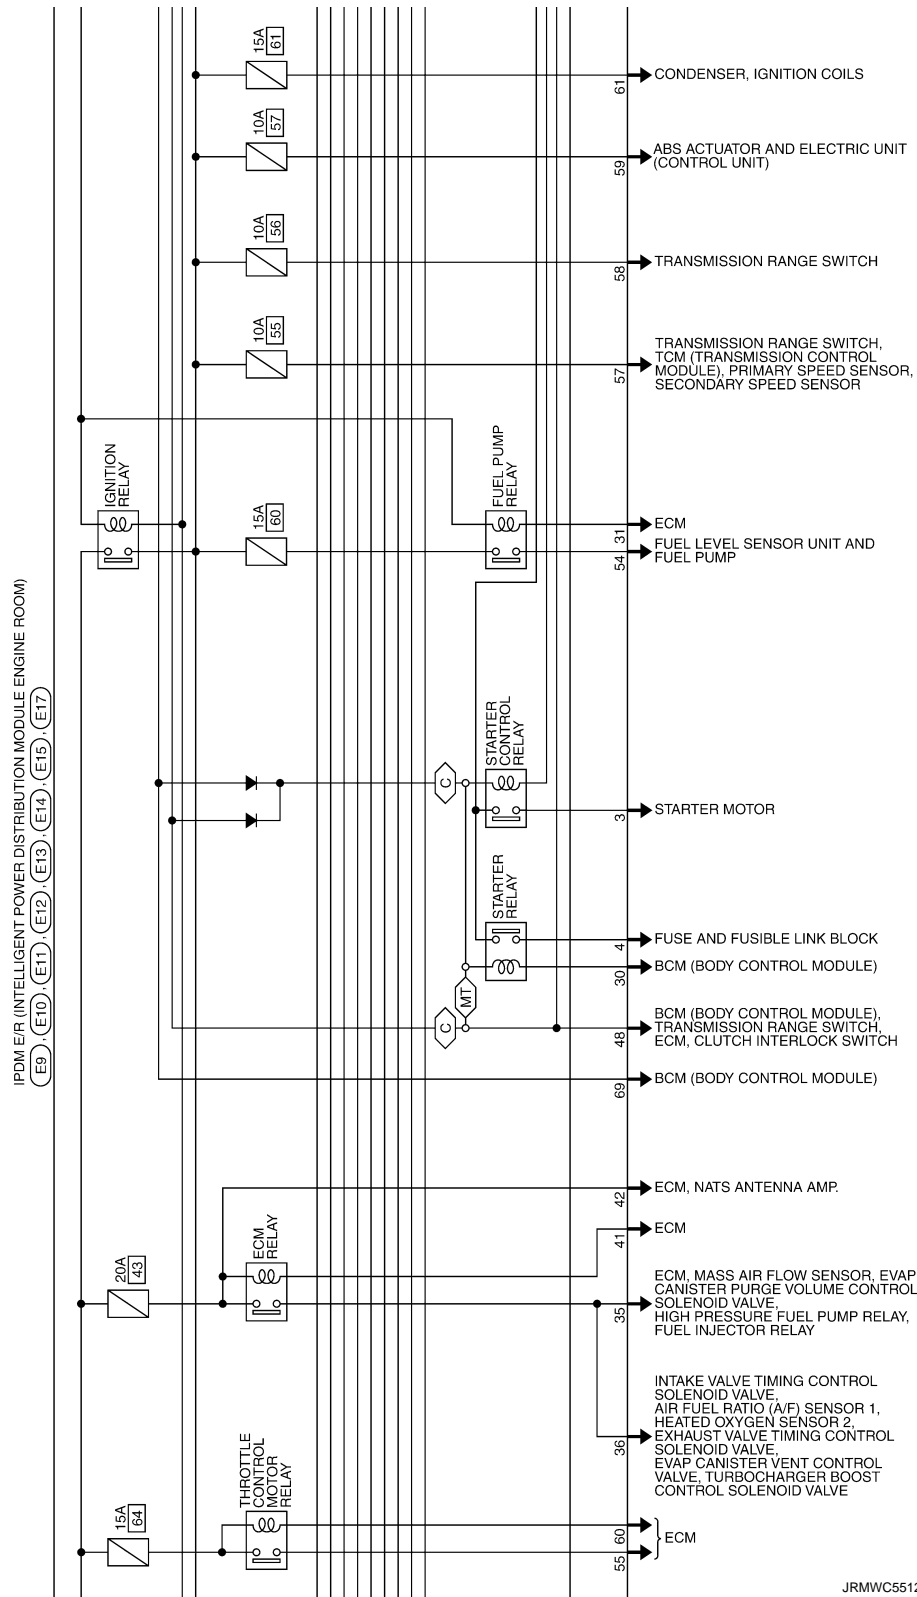 15A
61
61
CONDENSER, IGNITION COILS
10A
57
59
ABS ACTUATOR AND ELECTRIC UNIT
(CONTROL UNIT)
10A
56
58
TRANSMISSION RANGE SWITCH
10A
55
57
TRANSMISSION RANGE SWITCH,
TCM (TRANSMISSION CONTROL
MODULE), PRIMARY SPEED SENSOR,
SECONDARY SPEED SENSOR
IGNITION
RELAY
15A
60
FUEL PUMP
RELAY
31
ECM
54
FUEL LEVEL SENSOR UNIT AND
FUEL PUMP
IPDM E/R (INTELLIGENT POWER DISTRIBUTION MODULE ENGINE ROOM)
E9 , E10 , E11 , E12 , E13 , E14 , E15 , E17
C
STARTER
CONTROL
RELAY
3
STARTER MOTOR
STARTER
RELAY
4
FUSE AND FUSIBLE LINK BLOCK
30
BCM (BODY CONTROL MODULE)
MT
C
48
BCM (BODY CONTROL MODULE),
TRANSMISSION RANGE SWITCH,
ECM, CLUTCH INTERLOCK SWITCH
69
BCM (BODY CONTROL MODULE)
42
ECM, NATS ANTENNA AMP.
41
ECM
20A
43
ECM
RELAY
35
ECM, MASS AIR FLOW SENSOR, EVAP
CANISTER PURGE VOLUME CONTROL
SOLENOID VALVE,
HIGH PRESSURE FUEL PUMP RELAY,
FUEL INJECTOR RELAY
36
INTAKE VALVE TIMING CONTROL
SOLENOID VALVE,
AIR FUEL RATIO (A/F) SENSOR 1,
HEATED OXYGEN SENSOR 2,
EXHAUST VALVE TIMING CONTROL
SOLENOID VALVE,
EVAP CANISTER VENT CONTROL
VALVE, TURBOCHARGER BOOST
CONTROL SOLENOID VALVE
15A
64
THROTTLE
CONTROL
MOTOR
RELAY
60
55
ECM
JRMWC5512